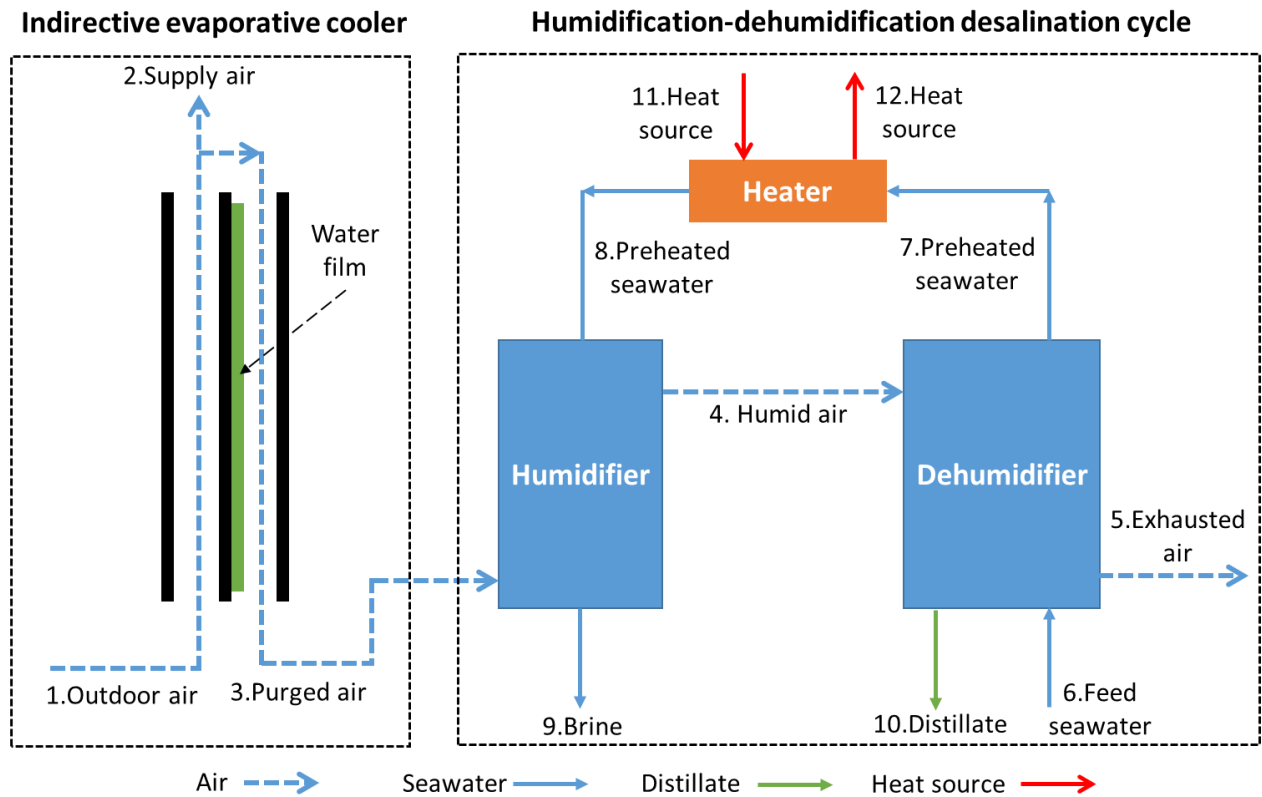 Indirective evaporative cooler
Humidification-dehumidification desalination cycle
2.Supply air
Water
film
1.Outdoor air
3.Purged air
11.Heat
source
12.Heat
source
Heater
8.Preheated
seawater
7.Preheated
seawater
4. Humid air
Humidifier
Dehumidifier
5.Exhausted
air
9.Brine
10.Distillate
6.Feed
seawater
Air
Seawater
Distillate
Heat source